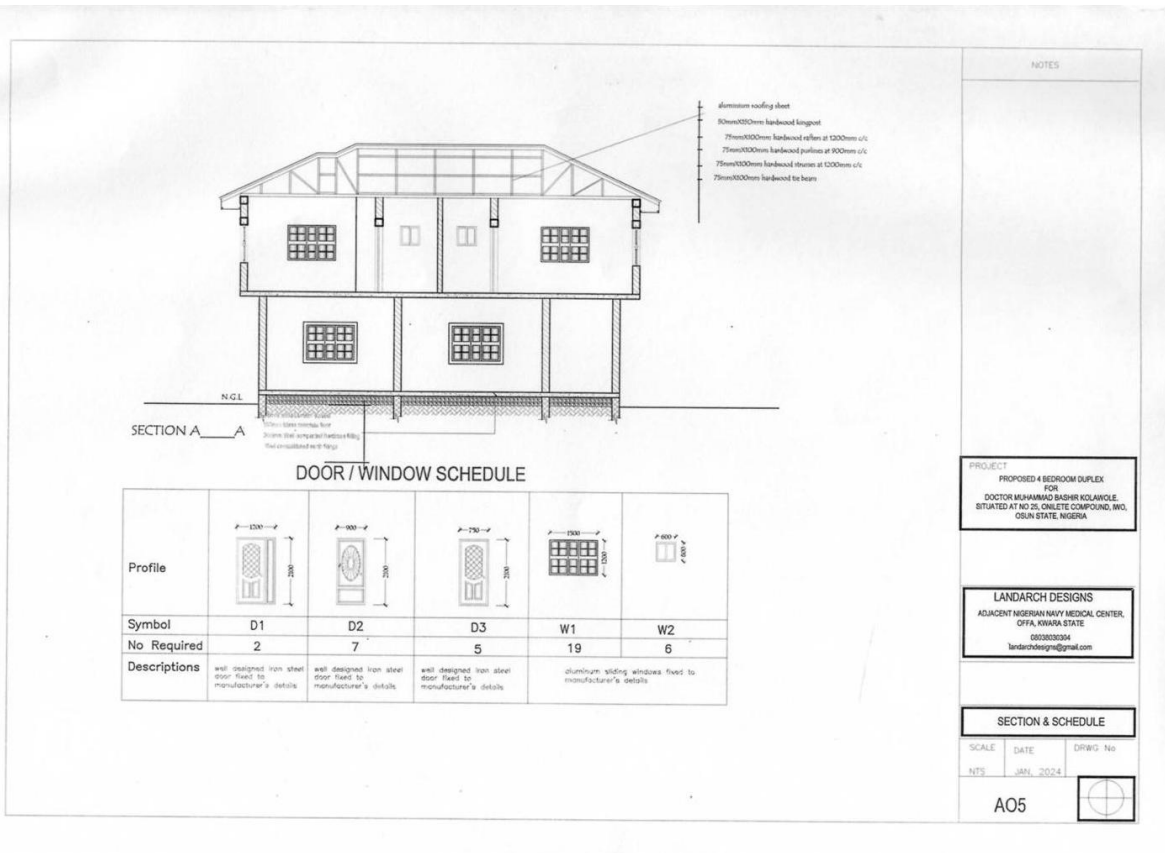 NOTES
aluminium roofing sheet
50mmX150mm hardwood kingpost
75mmX100mm hardwood rafters at 1200mm c/c
75mmX100mm hardwood purlines at 900mm c/c
75mmX100mm hardwood strusses at 1200mm c/c
75mmX100mm hardwood tie beam
N.G.L
SECTION A____A
DOOR / WINDOW SCHEDULE
Profile
1200
2100
900
2100
750
2100
1500
1200
600
600
Symbol D1 D2 D3 W1 W2
No Required 2 7 5 19 6
Descriptions
well designed iron steel
door fixed to
manufacturer's details
well designed iron steel
door fixed to
manufacturer's details
well designed iron steel
door fixed to
manufacturer's details
aluminum sliding windows fixed to
manufacturer's details
PROJECT
PROPOSED 4 BEDROOM DUPLEX
FOR
DOCTOR MUHAMMAD BASHIR KOLAWOLE.
SITUATED AT NO 25, ONILETE COMPOUND, IWO,
OSUN STATE, NIGERIA
LANDARCH DESIGNS
ADJACENT NIGERIAN NAVY MEDICAL CENTER,
OFFA, KWARA STATE
08038030304
landarchdesigns@gmail.com
SECTION & SCHEDULE
SCALE DATE DRWG No
NTS JAN, 2024
AO5